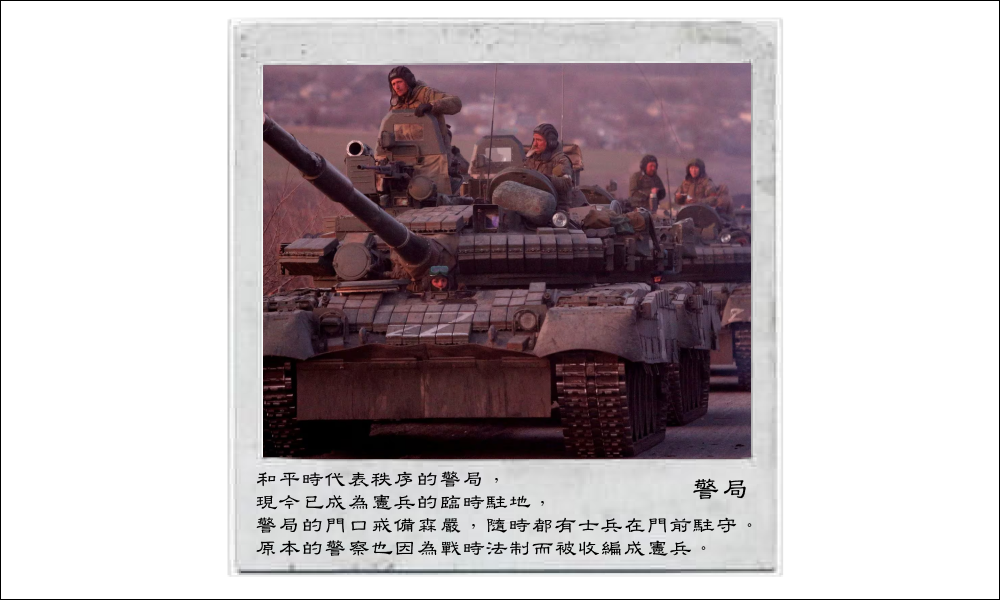 和平時代表秩序的警局，
現今已成為憲兵的臨時駐地，
警局的門口戒備森嚴，隨時都有士兵在門前駐守。
原本的警察也因為戰時法制而被收編成憲兵。
警局
Z
Z